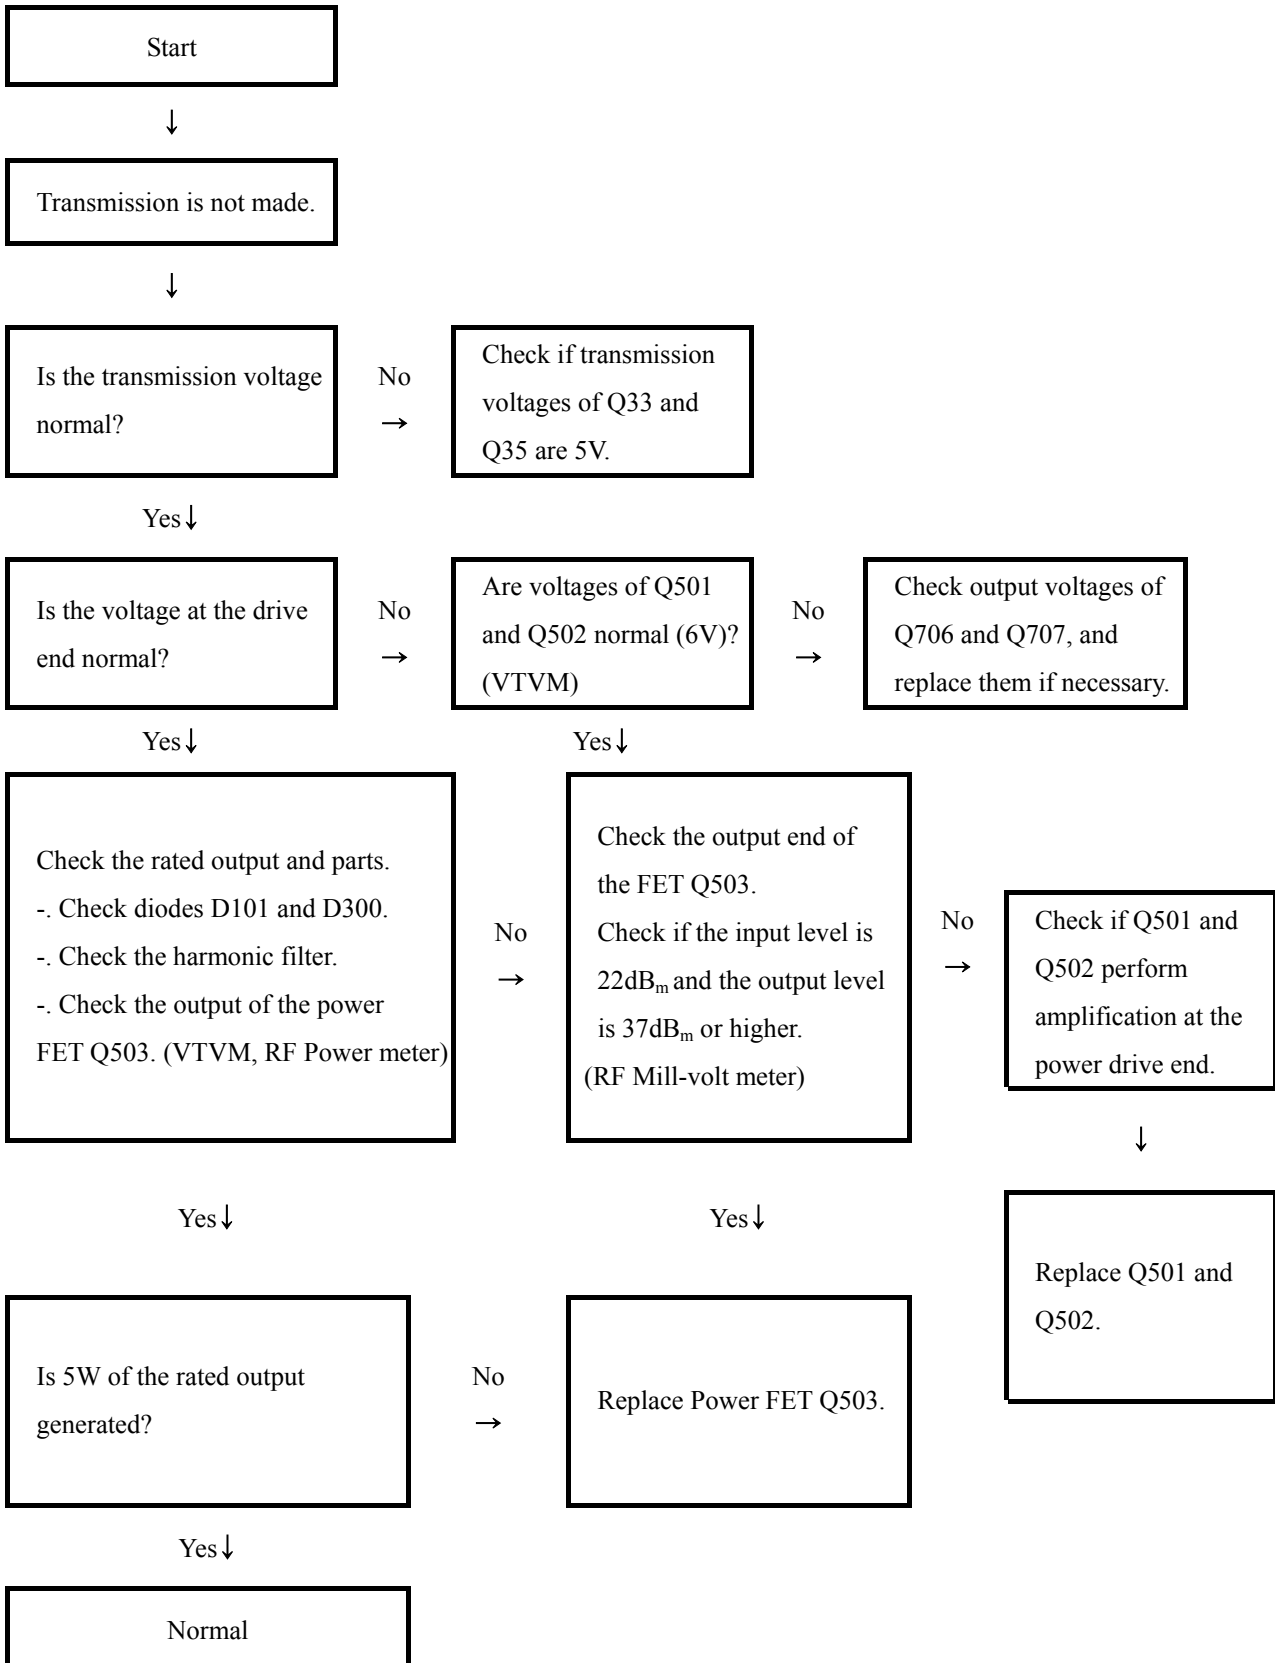 Start
↓
Transmission is not made.
↓
Is the transmission voltage
normal?
No
→
Check if transmission
voltages of Q33 and
Q35 are 5V.
Yes↓
Is the voltage at the drive
end normal?
No
→
Are voltages of Q501
and Q502 normal (6V)?
(VTVM)
No
→
Check output voltages of
Q706 and Q707, and
replace them if necessary.
Yes↓
Yes↓
Check the rated output and parts.
-. Check diodes D101 and D300.
-. Check the harmonic filter.
-. Check the output of the power
FET Q503. (VTVM, RF Power meter)
No
→
Check the output end of
the FET Q503.
Check if the input level is
22dBm and the output level
is 37dBm or higher.
(RF Mill-volt meter)
No
→
Check if Q501 and
Q502 perform
amplification at the
power drive end.
↓
Yes↓
Yes↓
Replace Q501 and
Q502.
Is 5W of the rated output
generated?
No
→
Replace Power FET Q503.
Yes↓
Normal